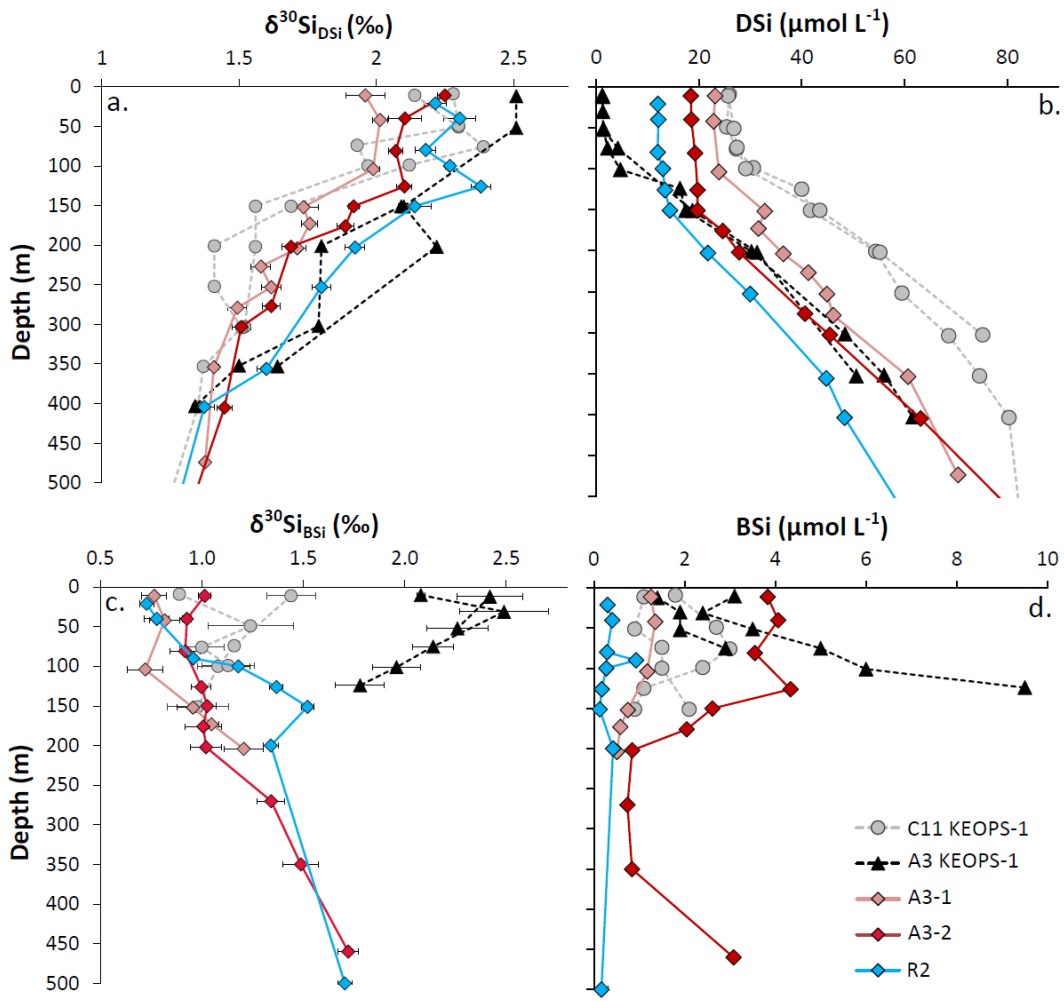 δ³⁰Si_DSi (‰)
DSi (μmol L⁻¹)
1 1.5 2 2.5
0 20 40 60 80
a.
b.
Depth (m)
0
50
100
150
200
250
300
350
400
450
500
δ³⁰Si_BSi (‰)
BSi (μmol L⁻¹)
0.5 1.0 1.5 2.0 2.5
0 2 4 6 8 10
c.
d.
Depth (m)
0
50
100
150
200
250
300
350
400
450
500
C11 KEOPS-1
A3 KEOPS-1
A3-1
A3-2
R2